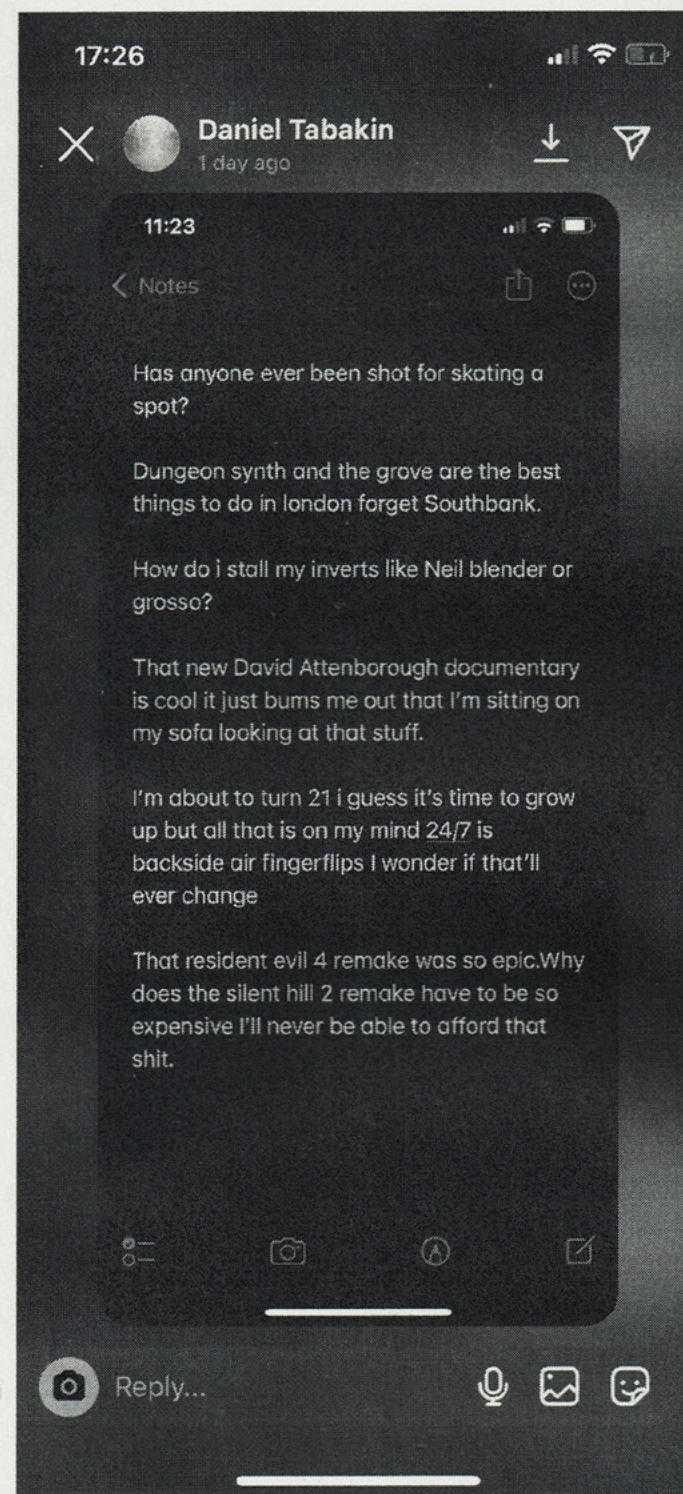 17:26
Daniel Tabakin
1 day ago
11:23
Notes
Has anyone ever been shot for skating a
spot?
Dungeon synth and the grove are the best
things to do in london forget Southbank.
How do i stall my inverts like Neil blender or
grosso?
That new David Attenborough documentary
is cool it just bums me out that I'm sitting on
my sofa looking at that stuff.
I'm about to turn 21 i guess it's time to grow
up but all that is on my mind 24/7 is
backside air fingerflips I wonder if that'll
ever change
That resident evil 4 remake was so epic.Why
does the silent hill 2 remake have to be so
expensive I'll never be able to afford that
shit.
Reply...